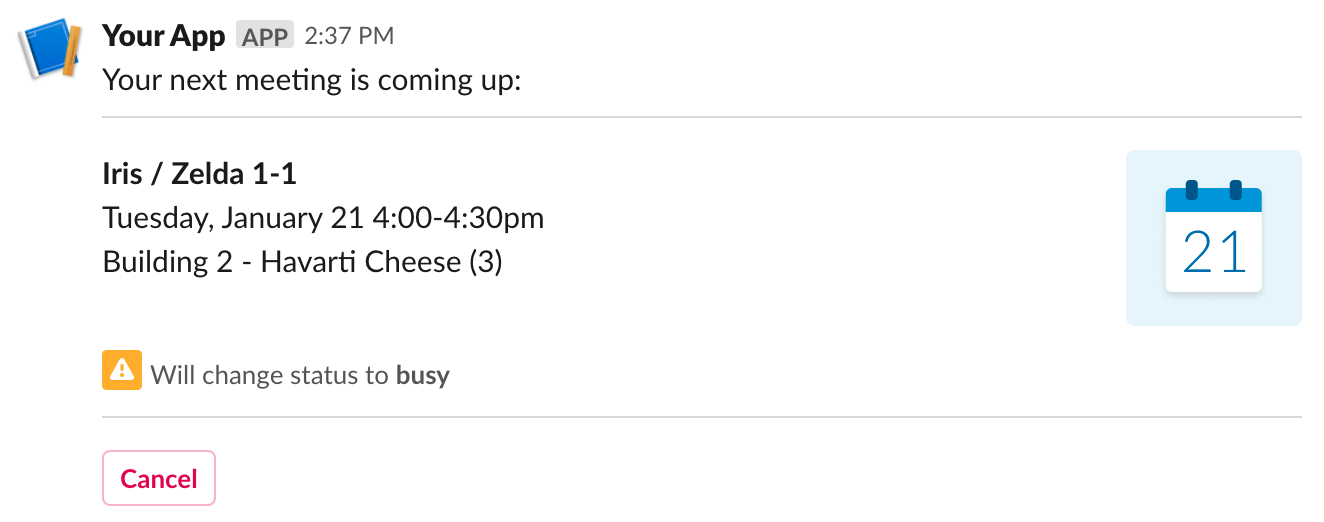 Your App APP 2:37 PM
Your next meeting is coming up:
Iris / Zelda 1-1
Tuesday, January 21 4:00-4:30pm
Building 2 - Havarti Cheese (3)
21
Will change status to busy
Cancel